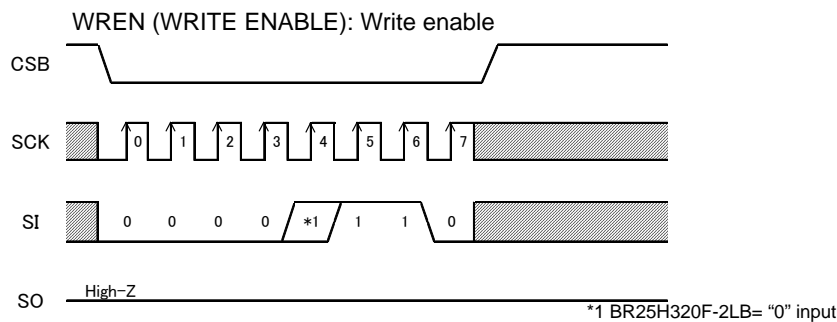 WREN (WRITE ENABLE): Write enable
CSB
SCK 0 1 2 3 4 5 6 7
SI 0 0 0 0 *1 1 1 0
SO High-Z
*1 BR25H320F-2LB= “0” input